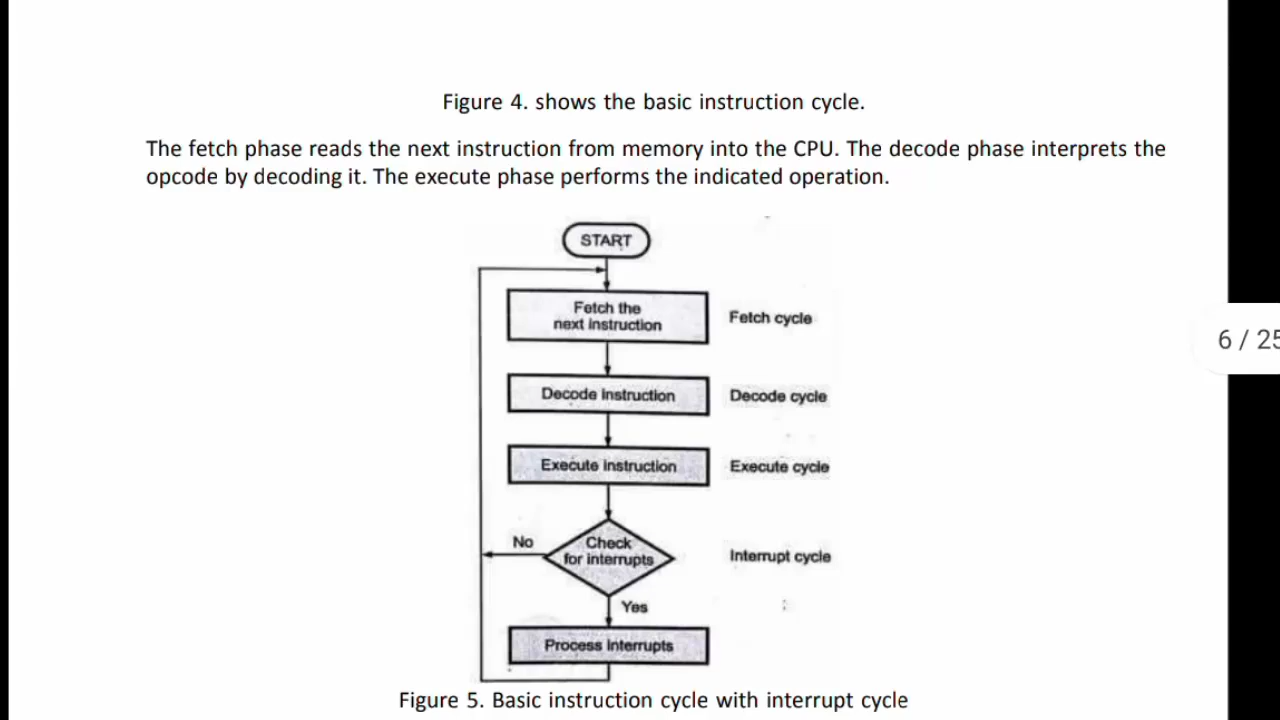 Figure 4. shows the basic instruction cycle.
The fetch phase reads the next instruction from memory into the CPU. The decode phase interprets the
opcode by decoding it. The execute phase performs the indicated operation.
START
Fetch the
next instruction
Fetch cycle
Decode instruction
Decode cycle
Execute instruction
Execute cycle
No
Check
for interrupts
Interrupt cycle
Yes
Process interrupts
Figure 5. Basic instruction cycle with interrupt cycle
6 / 25